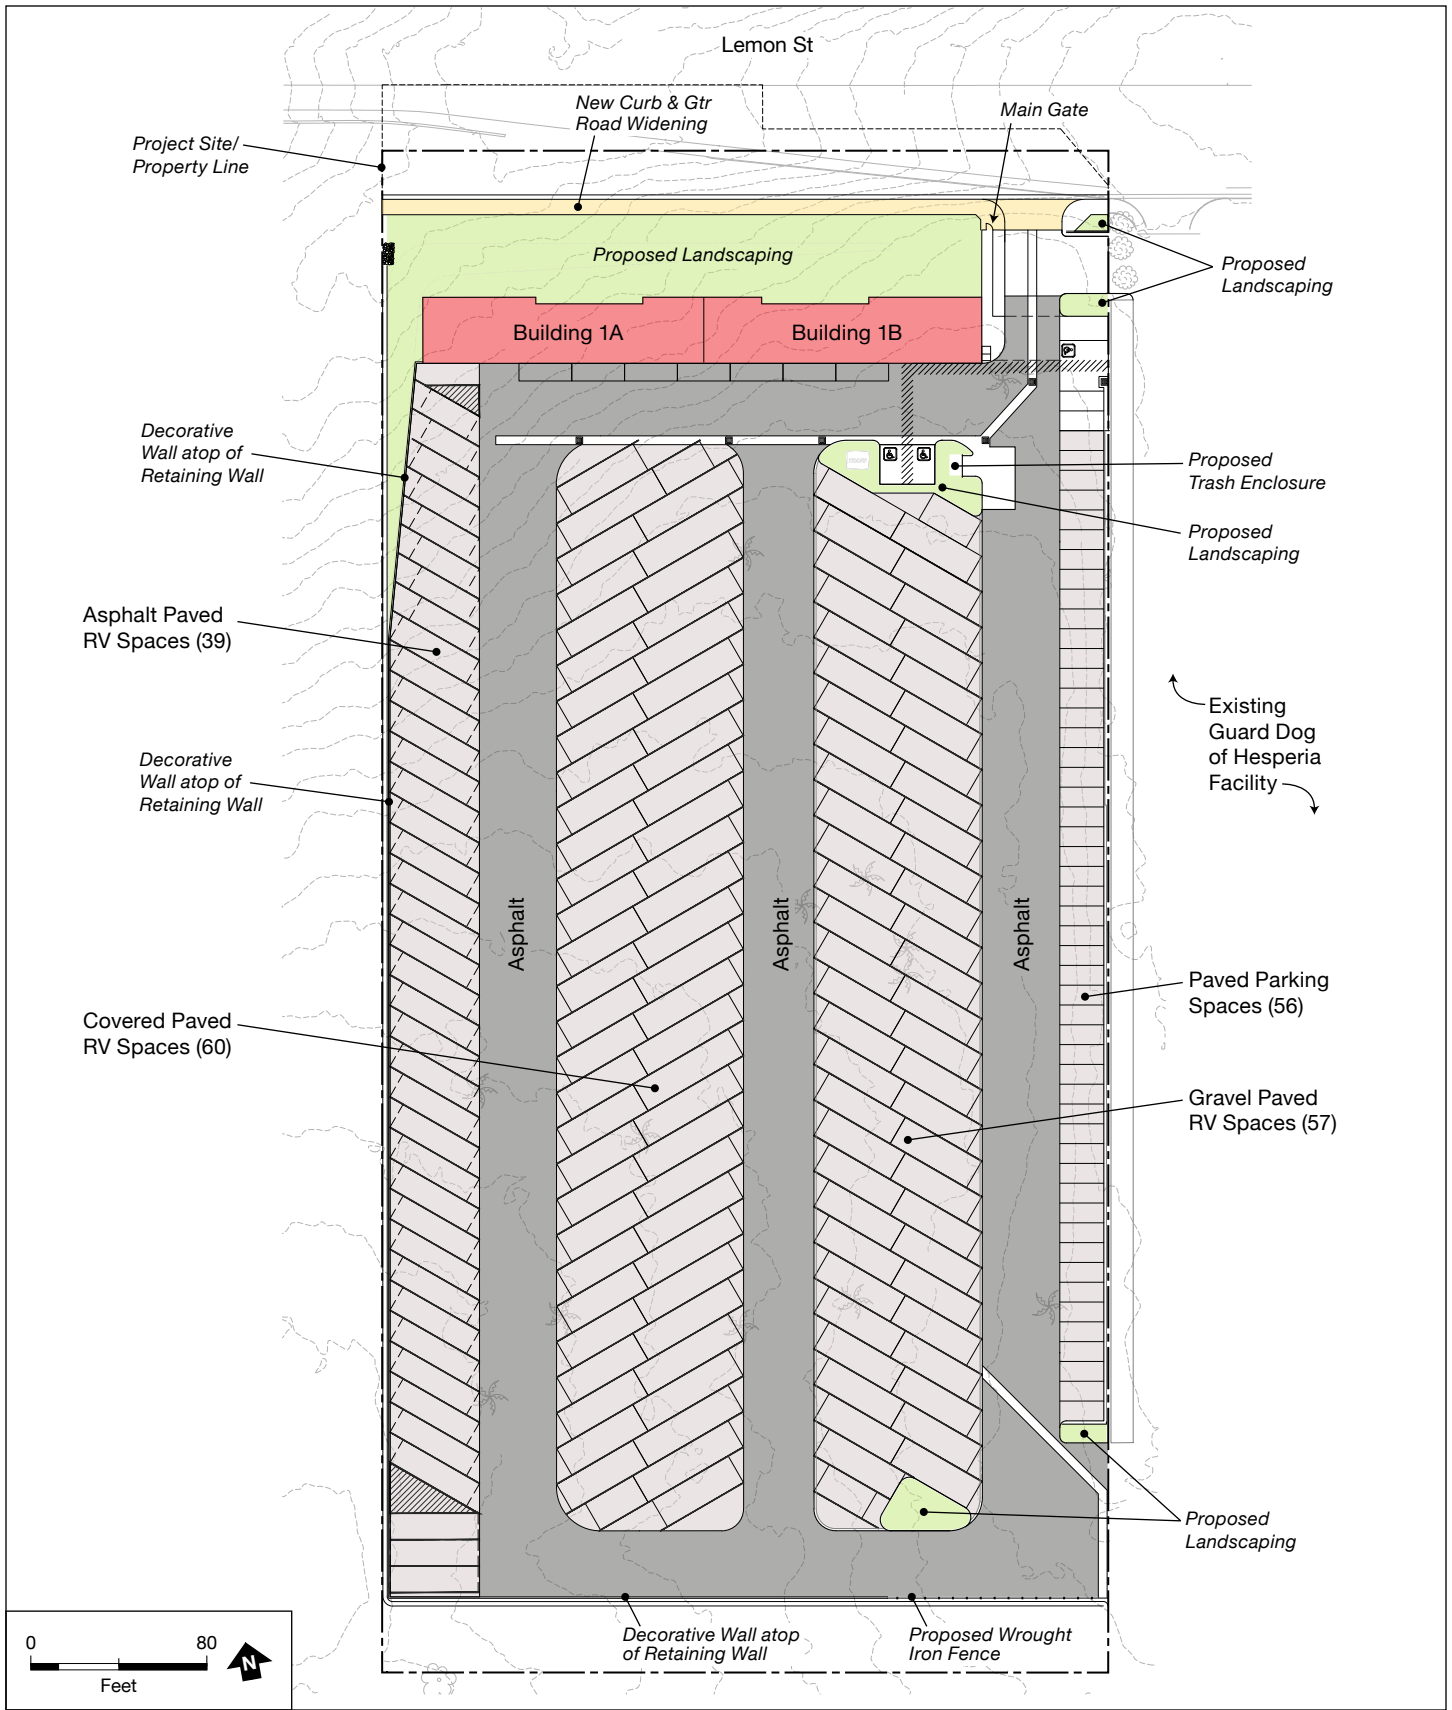 Lemon St
New Curb & Gtr
Road Widening
Main Gate
Project Site/
Property Line
Proposed Landscaping
Proposed
Landscaping
Building 1A
Building 1B
Decorative
Wall atop of
Retaining Wall
Proposed
Trash Enclosure
Proposed
Landscaping
Asphalt Paved
RV Spaces (39)
Existing
Guard Dog
of Hesperia
Facility
Decorative
Wall atop of
Retaining Wall
Asphalt
Asphalt
Asphalt
Paved Parking
Spaces (56)
Covered Paved
RV Spaces (60)
Gravel Paved
RV Spaces (57)
Proposed
Landscaping
Decorative Wall atop
of Retaining Wall
Proposed Wrought
Iron Fence
0
80
Feet
N